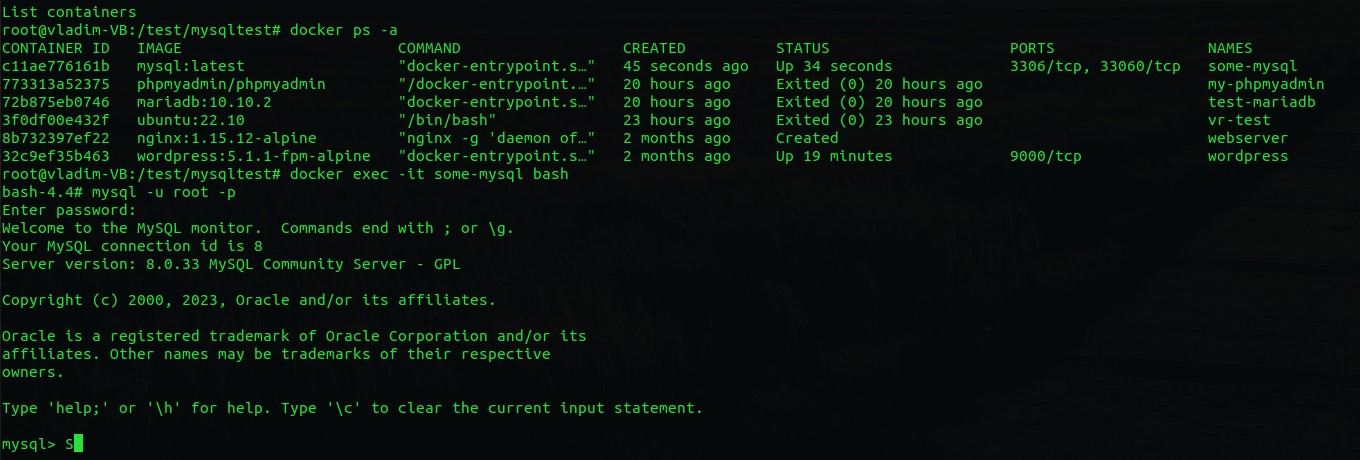 List containers
root@vladim-VB:/test/mysqltest# docker ps -a
CONTAINER ID   IMAGE                        COMMAND                  CREATED          STATUS                    PORTS                 NAMES
c11ae776161b   mysql:latest                 "docker-entrypoint.s…"   45 seconds ago   Up 34 seconds             3306/tcp, 33060/tcp   some-mysql
773313a52375   phpmyadmin/phpmyadmin        "/docker-entrypoint.…"   20 hours ago     Exited (0) 20 hours ago                         my-phpmyadmin
72b875eb0746   mariadb:10.10.2              "docker-entrypoint.s…"   20 hours ago     Exited (0) 20 hours ago                         test-mariadb
3f0df00e432f   ubuntu:22.10                 "/bin/bash"              23 hours ago     Exited (0) 23 hours ago                         vr-test
8b732397ef22   nginx:1.15.12-alpine         "nginx -g 'daemon of…"   2 months ago     Created                                         webserver
32c9ef35b463   wordpress:5.1.1-fpm-alpine   "docker-entrypoint.s…"   2 months ago     Up 19 minutes             9000/tcp              wordpress
root@vladim-VB:/test/mysqltest# docker exec -it some-mysql bash
bash-4.4# mysql -u root -p
Enter password:
Welcome to the MySQL monitor.  Commands end with ; or \g.
Your MySQL connection id is 8
Server version: 8.0.33 MySQL Community Server - GPL

Copyright (c) 2000, 2023, Oracle and/or its affiliates.

Oracle is a registered trademark of Oracle Corporation and/or its
affiliates. Other names may be trademarks of their respective
owners.

Type 'help;' or '\h' for help. Type '\c' to clear the current input statement.

mysql> S